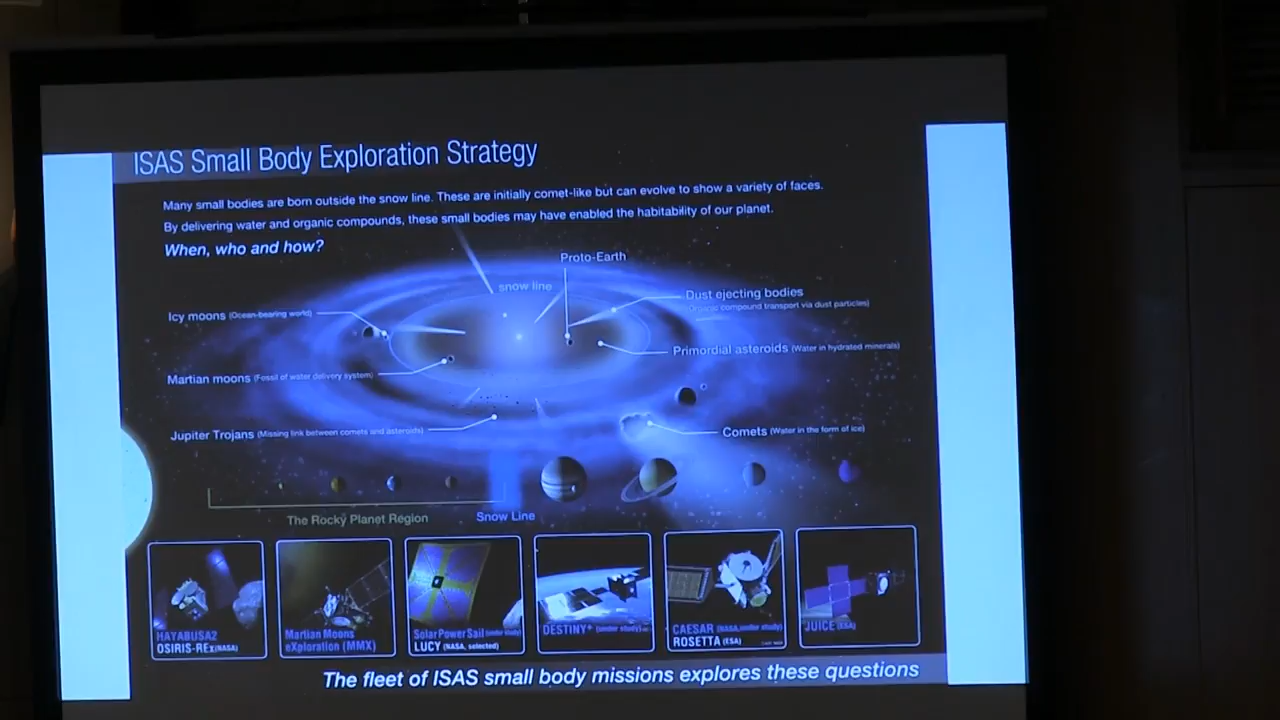 ISAS Small Body Exploration Strategy
Many small bodies are born outside the snow line. These are initially comet-like but can evolve to show a variety of faces.
By delivering water and organic compounds, these small bodies may have enabled the habitability of our planet.
When, who and how?
Proto-Earth
snow line
Dust ejecting bodies
(Organic compound transport via dust particles)
Icy moons (Ocean-bearing world)
Primordial asteroids (Water in hydrated minerals)
Martian moons (Fossil of water delivery system)
Jupiter Trojans (Missing link between comets and asteroids)
Comets (Water in the form of ice)
The Rocky Planet Region
Snow Line
HAYABUSA2
OSIRIS-REx (NASA)
Martian Moons
eXploration (MMX)
Solar Power Sail (under study)
LUCY (NASA, selected)
DESTINY+ (under study)
CAESAR (NASA, under study)
ROSETTA (ESA)
JUICE (ESA)
The fleet of ISAS small body missions explores these questions